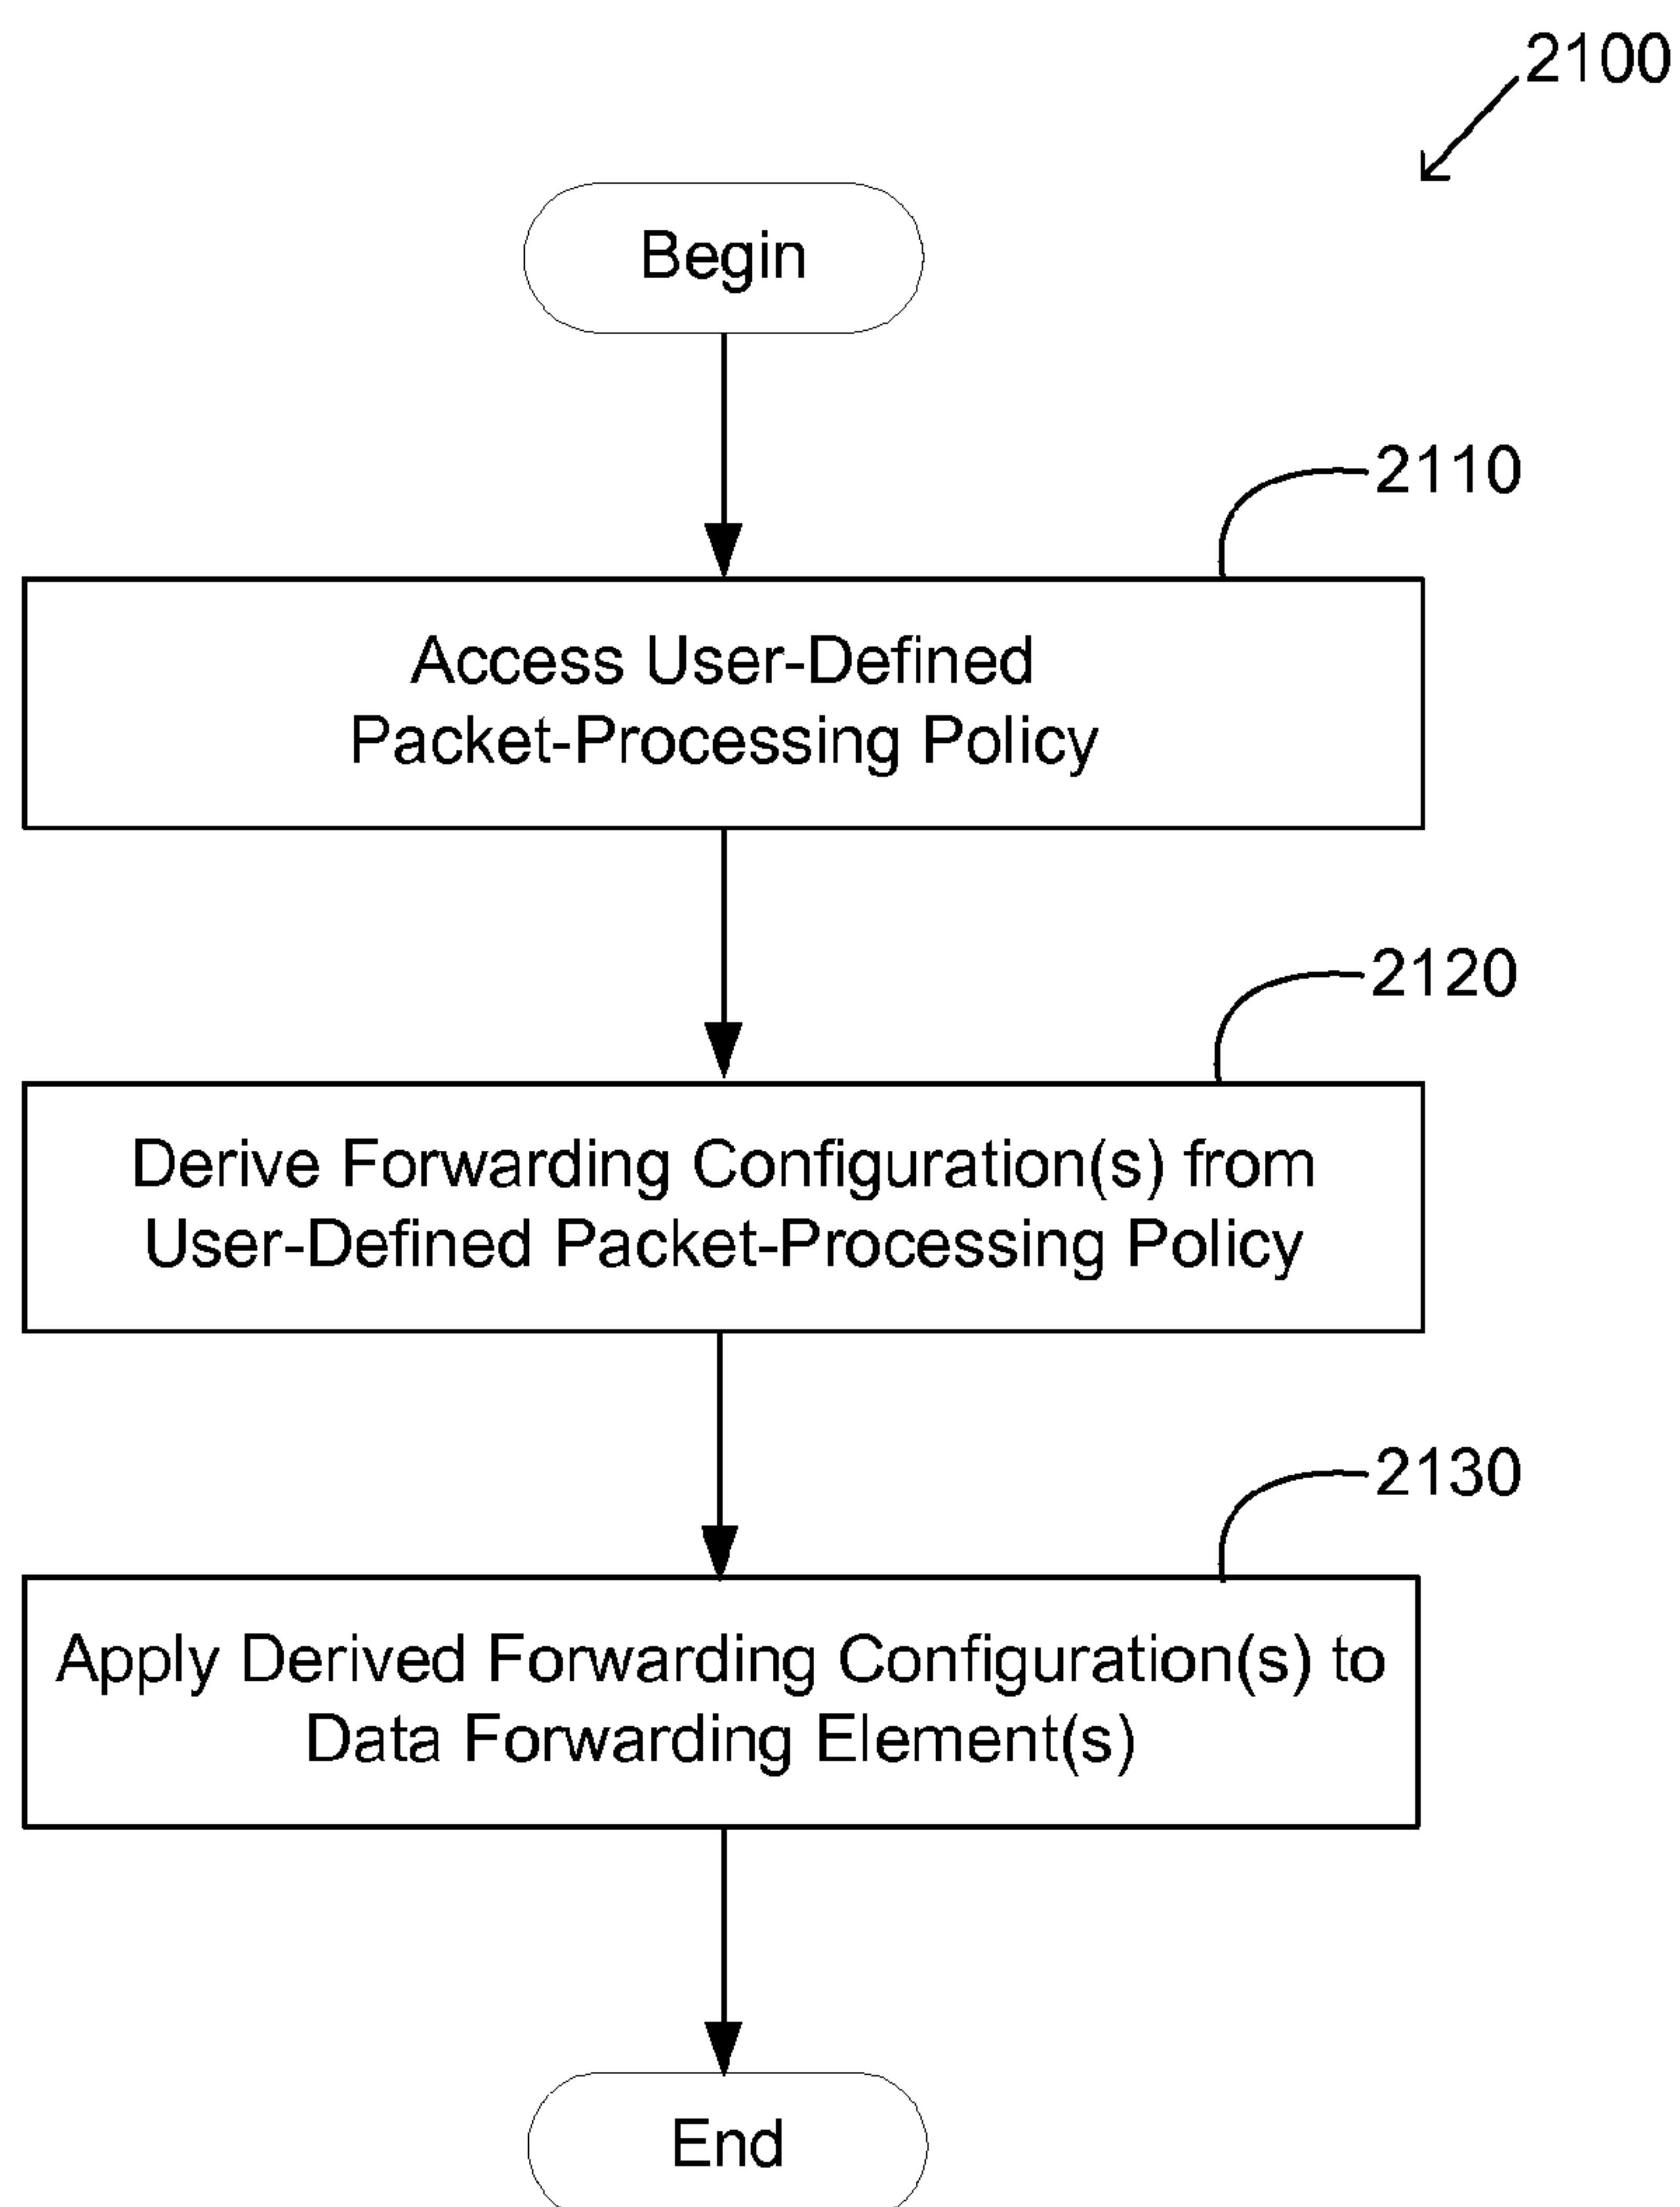 2100
Begin
2110
Access User-Defined
Packet-Processing Policy
2120
Derive Forwarding Configuration(s) from
User-Defined Packet-Processing Policy
2130
Apply Derived Forwarding Configuration(s) to
Data Forwarding Element(s)
End